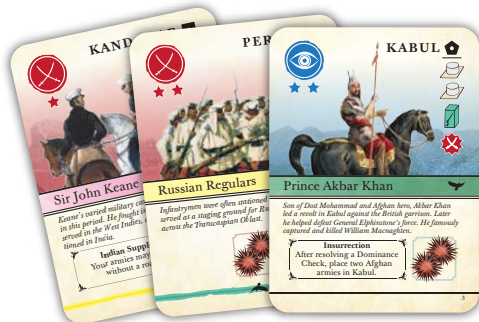 KAND
Sir John Keane
Keane's varied military ca
in this period. He fought i
served in the West Indies,
tioned in India.
Indian Suppl
Your armies may
without a ro
PER
Russian Regulars
Infantrymen were often stationed
served as a staging ground for Ru
across the Transcaspian Oblast.
KABUL
Prince Akbar Khan
Son of Dost Mohammad and Afghan hero, Akbar Khan
led a revolt in Kabul against the British garrison. Later
he helped defeat General Elphinstone's force. He famously
captured and killed William Macnaghten.
Insurrection
After resolving a Dominance
Check, place two Afghan
armies in Kabul.
3